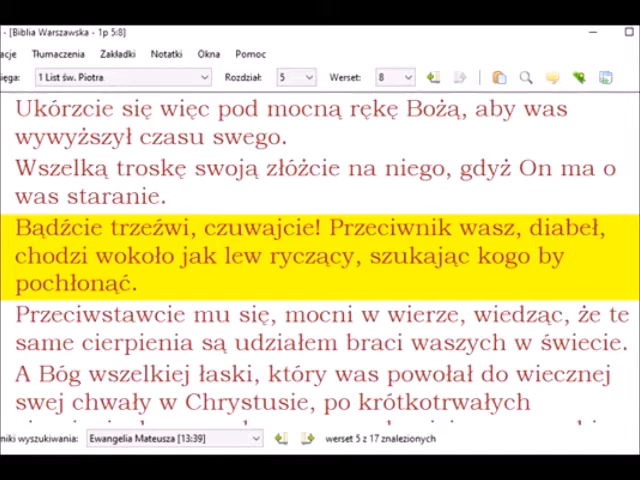 - [Biblia Warszawska - 1p 5:8]
acje Tłumaczenia Zakładki Notatki Okna Pomoc
ięga: 1 List św. Piotra Rozdział: 5 Werset: 8
Ukórzcie się więc pod mocną rękę Bożą, aby was
wywyższył czasu swego.
Wszelką troskę swoją złóżcie na niego, gdyż On ma o
was staranie.
Bądźcie trzeźwi, czuwajcie! Przeciwnik wasz, diabeł,
chodzi wokoło jak lew ryczący, szukając kogo by
pochłonąć.
Przeciwstawcie mu się, mocni w wierze, wiedząc, że te
same cierpienia są udziałem braci waszych w świecie.
A Bóg wszelkiej łaski, który was powołał do wiecznej
swej chwały w Chrystusie, po krótkotrwałych
niki wyszukiwania: Ewangelia Mateusza [13:39] werset 5 z 17 znalezionych